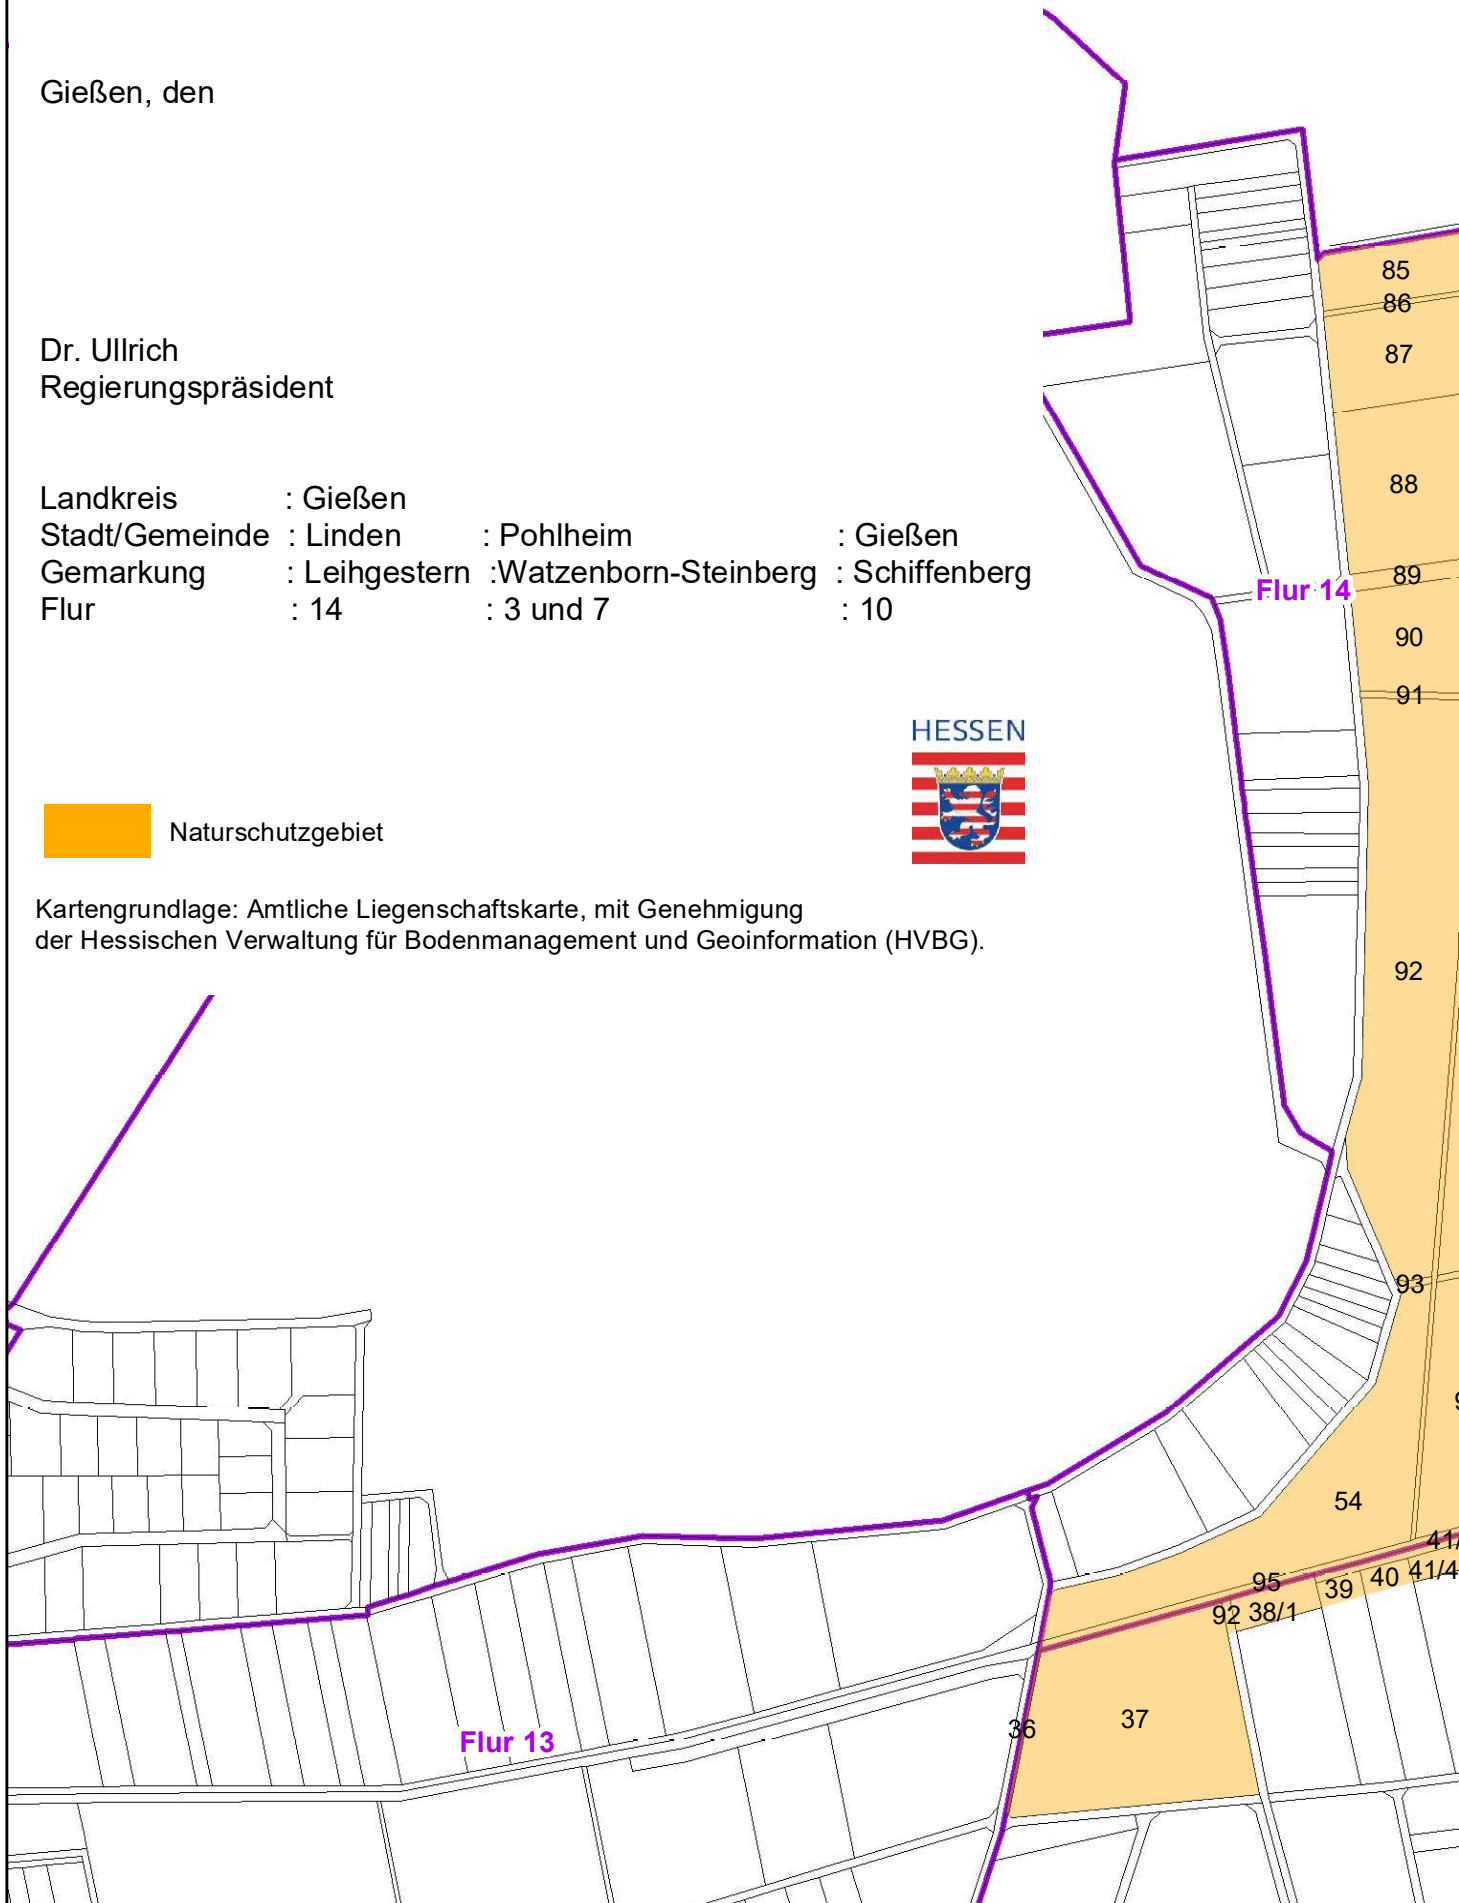 Gießen, den
Dr. Ullrich
Regierungspräsident
Landkreis : Gießen
Stadt/Gemeinde : Linden : Pohlheim : Gießen
Gemarkung : Leihgestern :Watzenborn-Steinberg : Schiffenberg
Flur : 14 : 3 und 7 : 10
HESSEN
Naturschutzgebiet
Kartengrundlage: Amtliche Liegenschaftskarte, mit Genehmigung
der Hessischen Verwaltung für Bodenmanagement und Geoinformation (HVBG).
85
86
87
88
89
Flur 14
90
91
92
93
54
41/
95
39
40
41/4
92
38/1
36
37
Flur 13